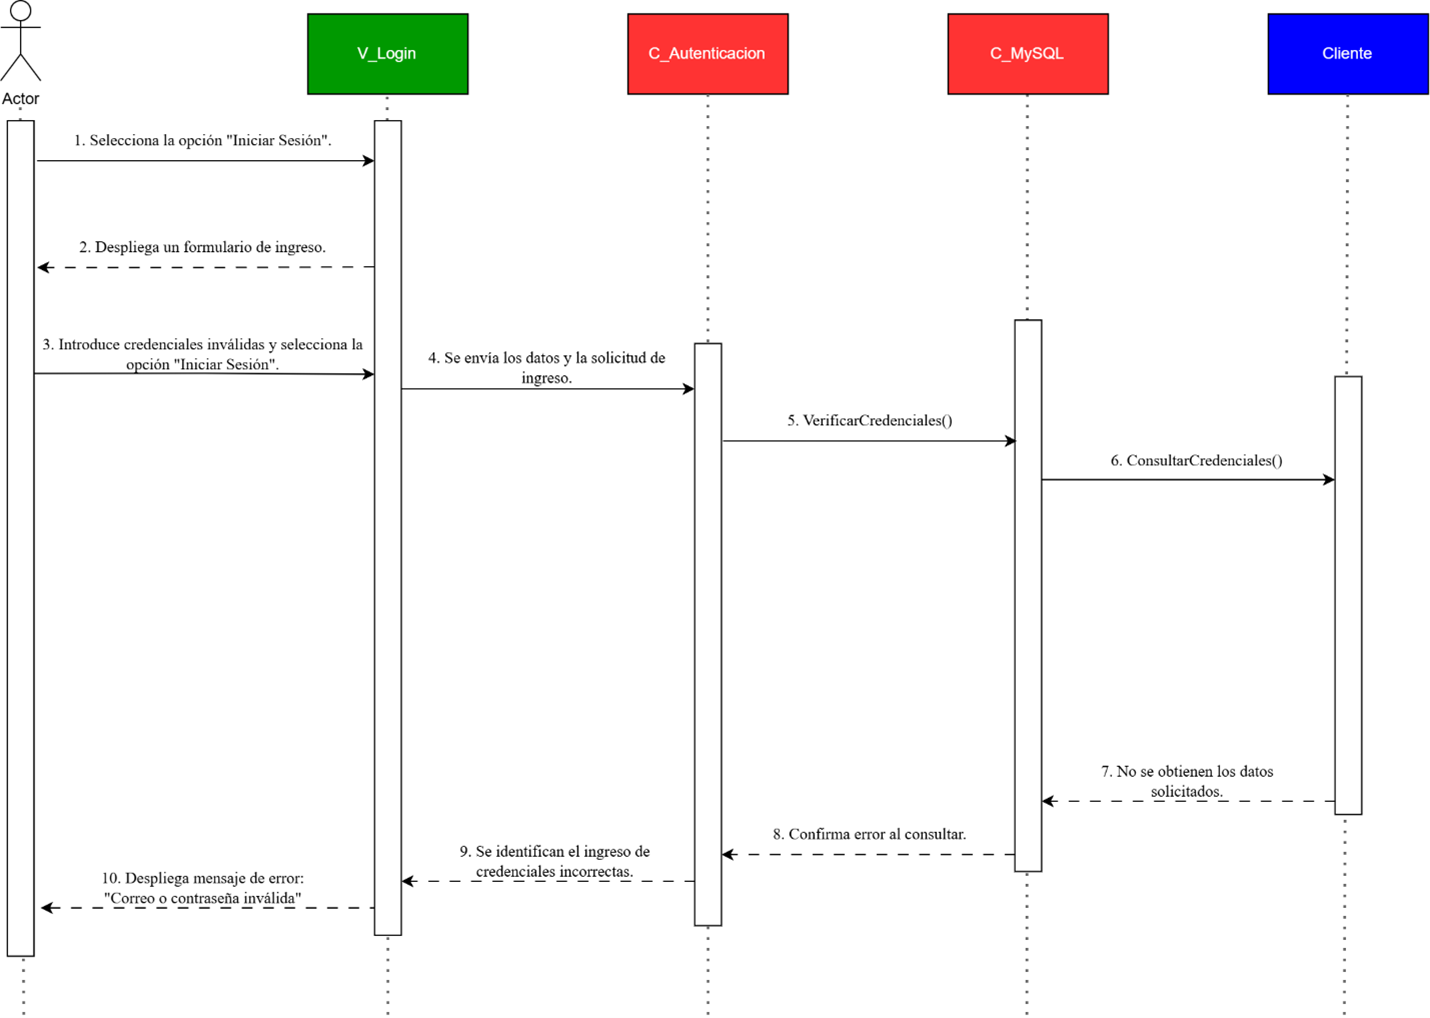 Actor
V_Login
C_Autenticacion
C_MySQL
Cliente
1. Selecciona la opción "Iniciar Sesión".
2. Despliega un formulario de ingreso.
3. Introduce credenciales inválidas y selecciona la
opción "Iniciar Sesión".
4. Se envía los datos y la solicitud de
ingreso.
5. VerificarCredenciales()
6. ConsultarCredenciales()
7. No se obtienen los datos
solicitados.
8. Confirma error al consultar.
9. Se identifican el ingreso de
credenciales incorrectas.
10. Despliega mensaje de error:
"Correo o contraseña inválida"